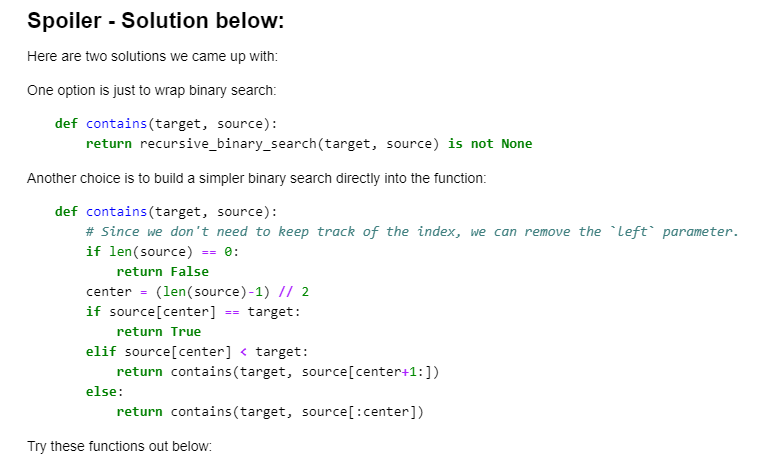 Spoiler - Solution below:
Here are two solutions we came up with:
One option is just to wrap binary search:
def contains(target, source):
    return recursive_binary_search(target, source) is not None
Another choice is to build a simpler binary search directly into the function:
def contains(target, source):
    # Since we don't need to keep track of the index, we can remove the `left` parameter.
    if len(source) == 0:
        return False
    center = (len(source)-1) // 2
    if source[center] == target:
        return True
    elif source[center] < target:
        return contains(target, source[center+1:])
    else:
        return contains(target, source[:center])
Try these functions out below: